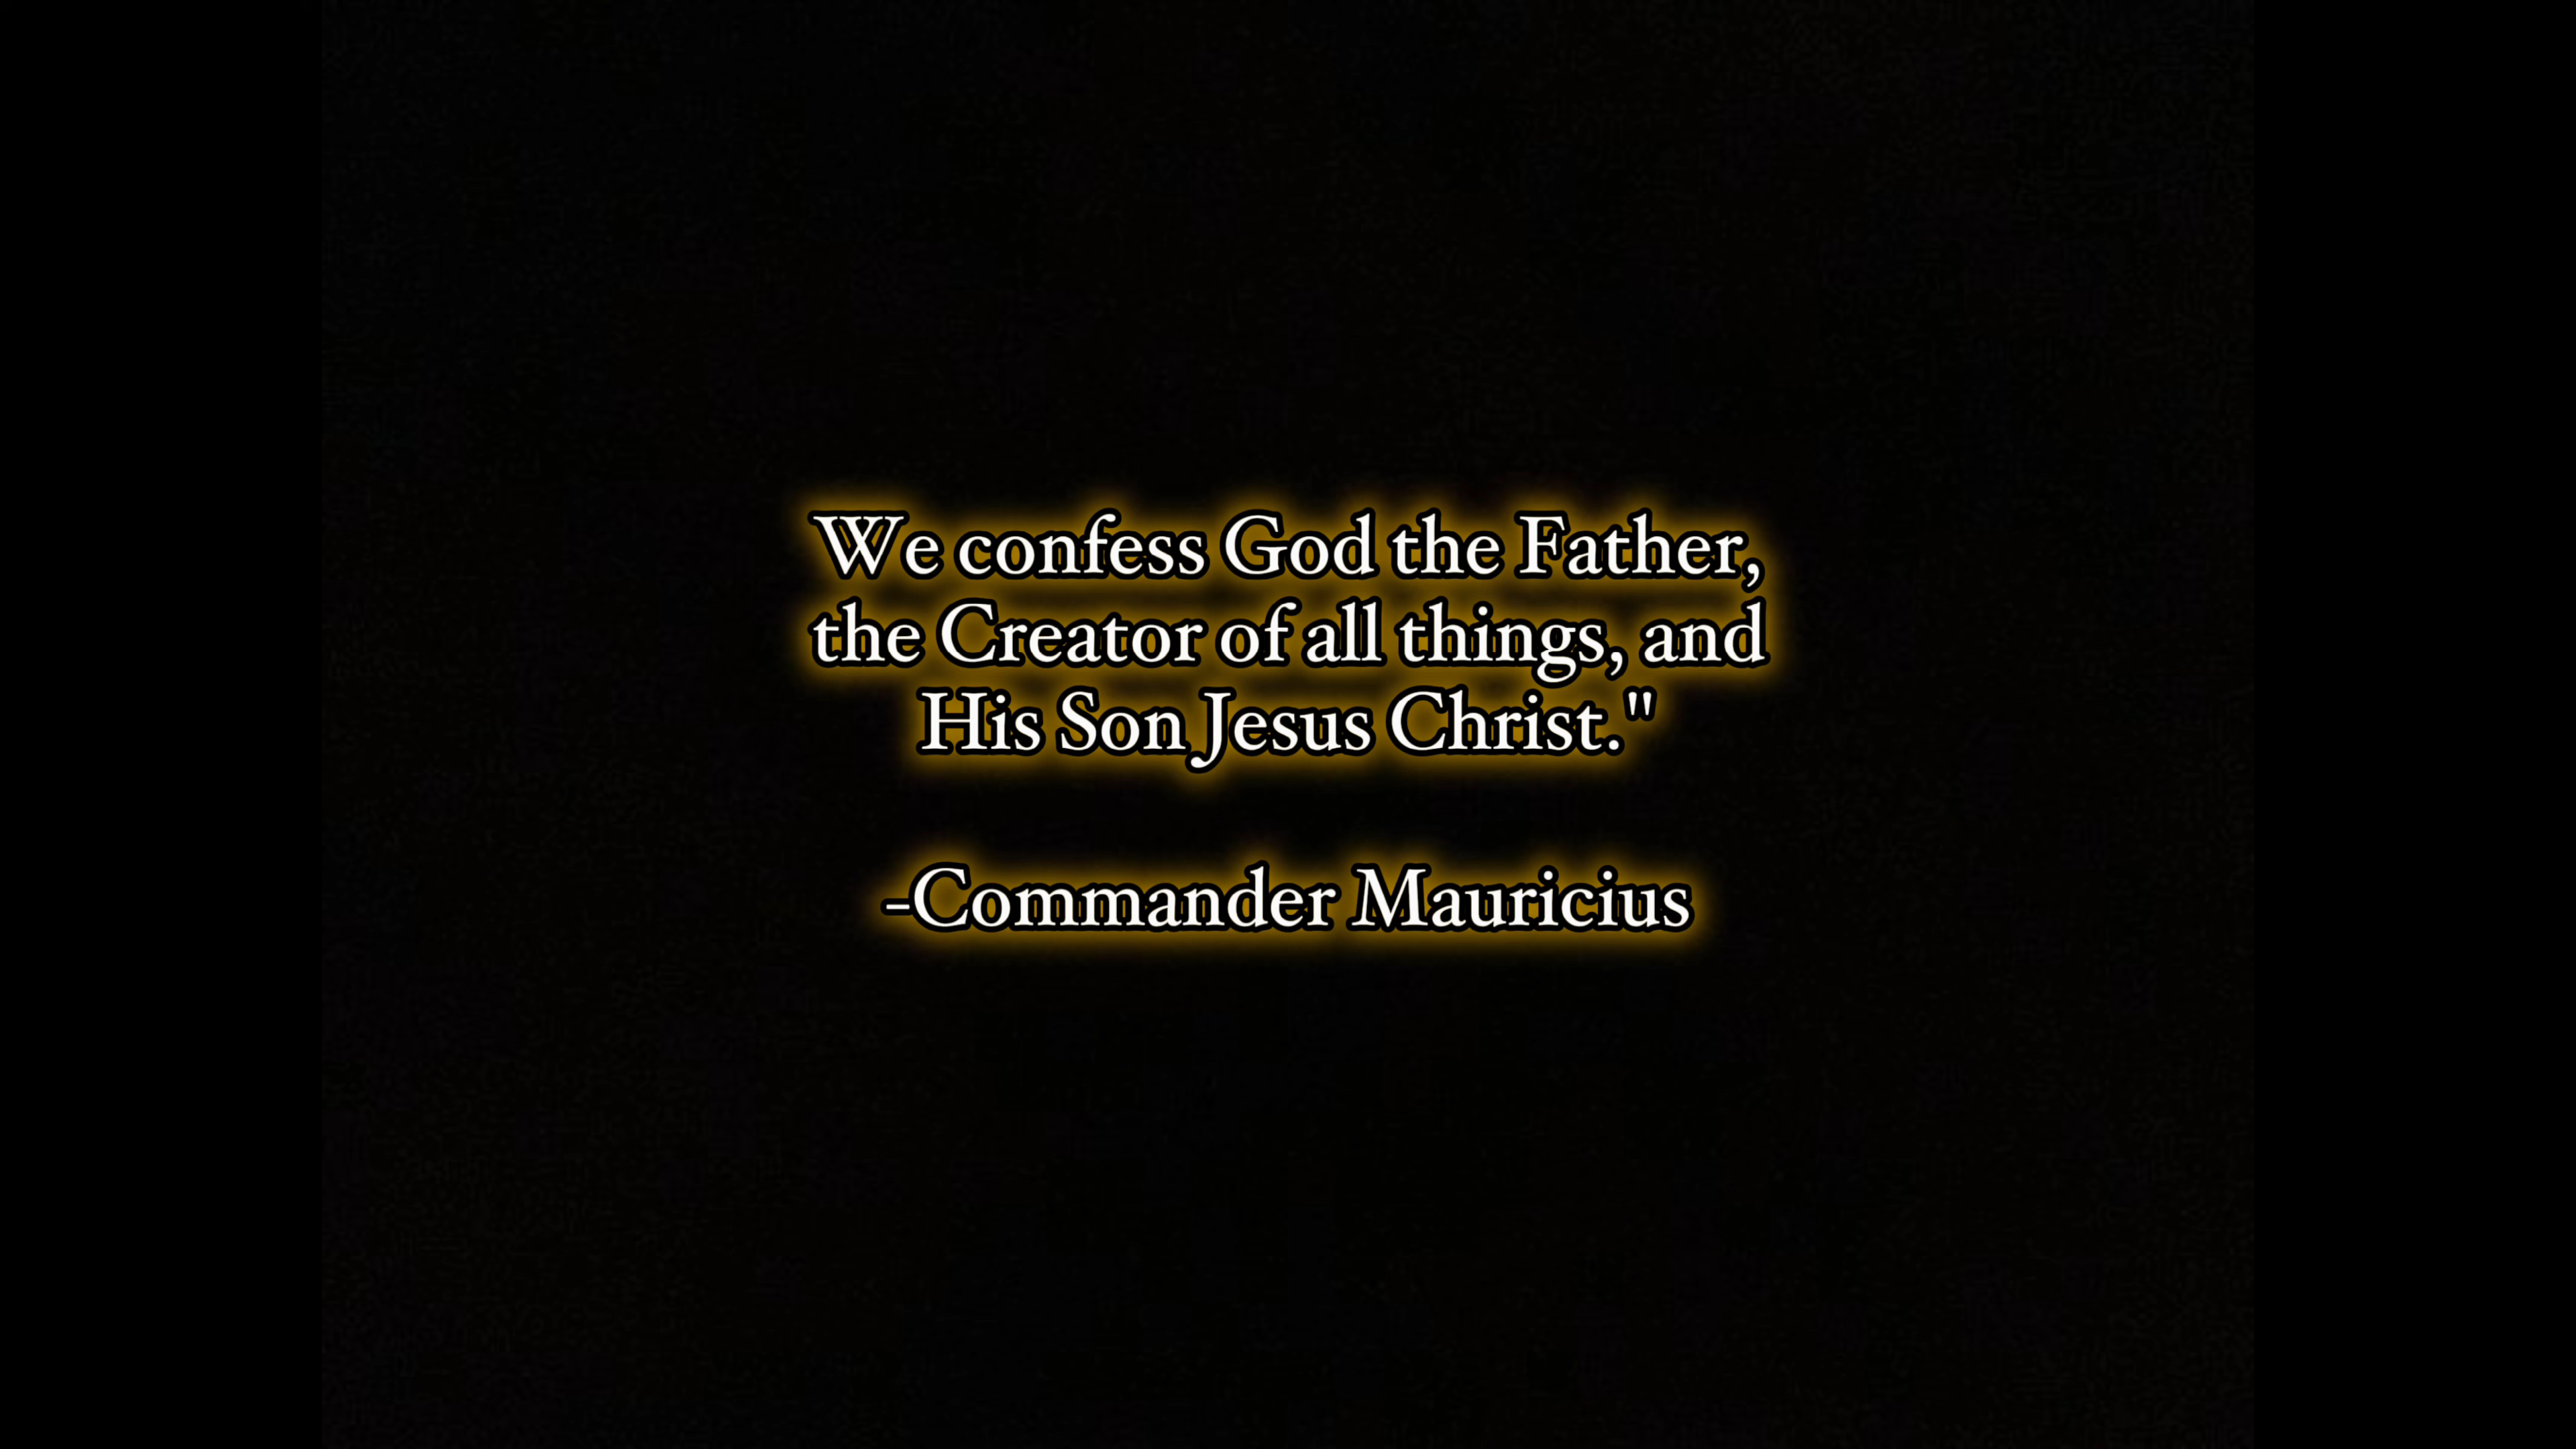 We confess God the Father,
the Creator of all things, and
His Son Jesus Christ."
-Commander Mauricius